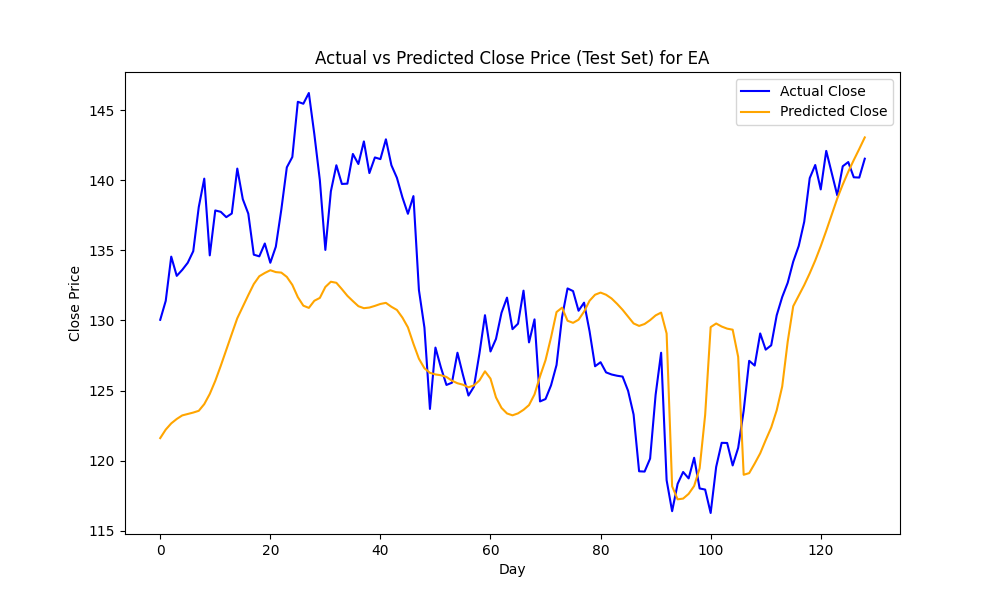 Actual vs Predicted Close Price (Test Set) for EA
Actual Close
Predicted Close
Close Price
145
140
135
130
125
120
115
0 20 40 60 80 100 120
Day